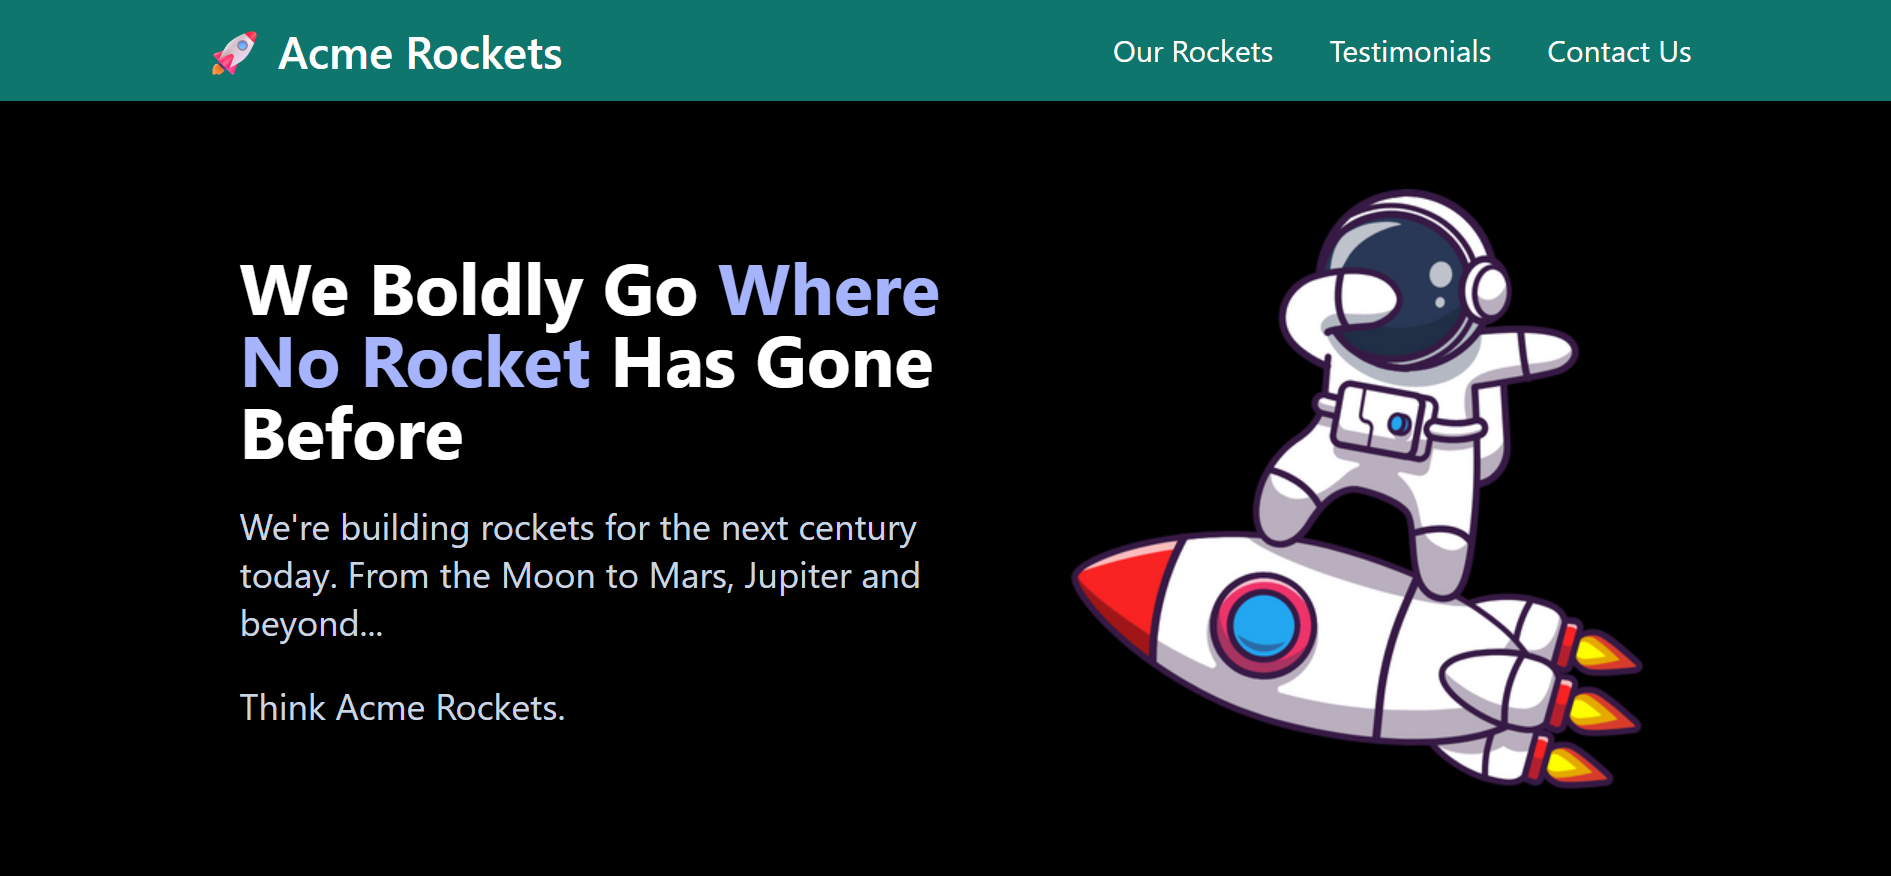 🚀 Acme Rockets
Our Rockets
Testimonials
Contact Us
We Boldly Go Where
No Rocket Has Gone
Before
We're building rockets for the next century
today. From the Moon to Mars, Jupiter and
beyond...
Think Acme Rockets.